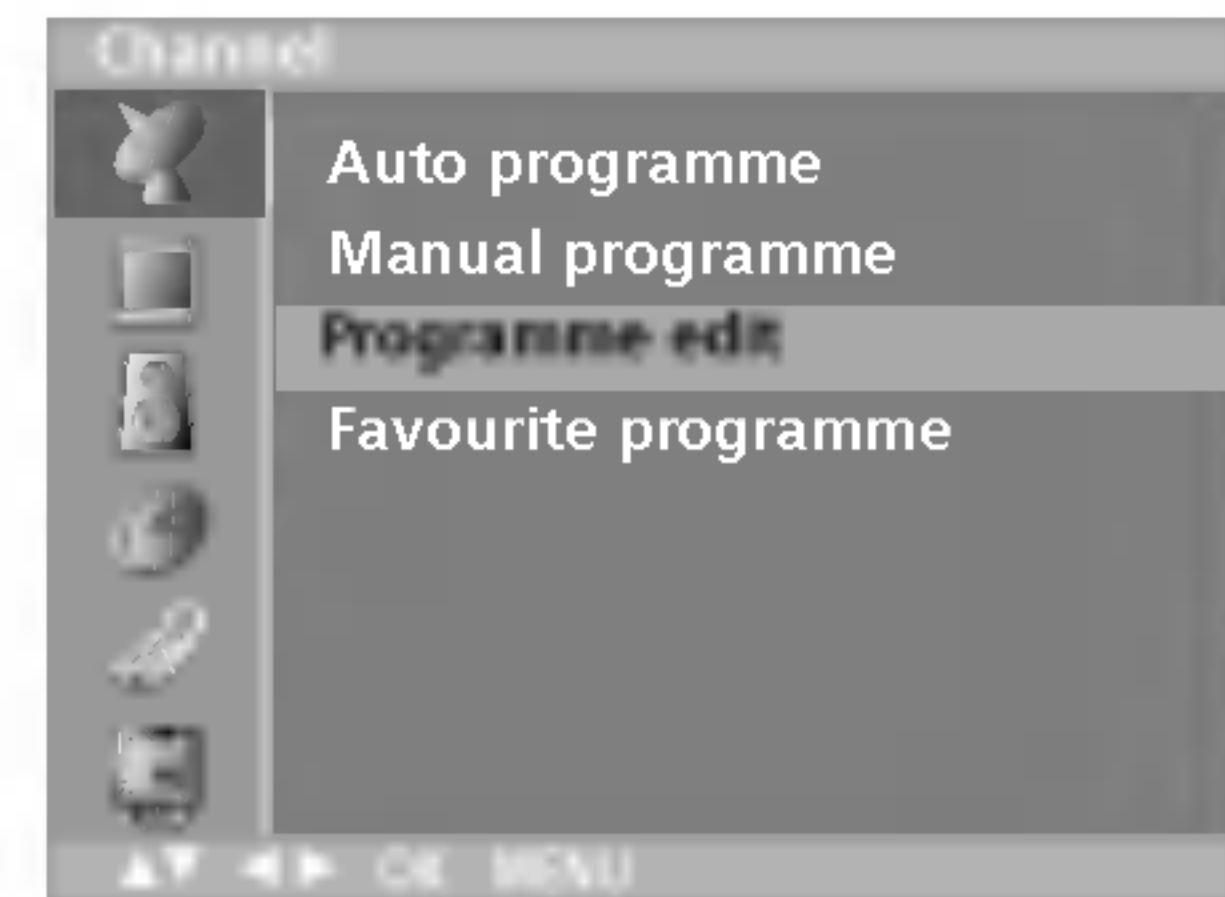 Channel
Auto programme
Manual programme
Programme edit
Favourite programme
▲▼ ◀ ▶ OK MENU